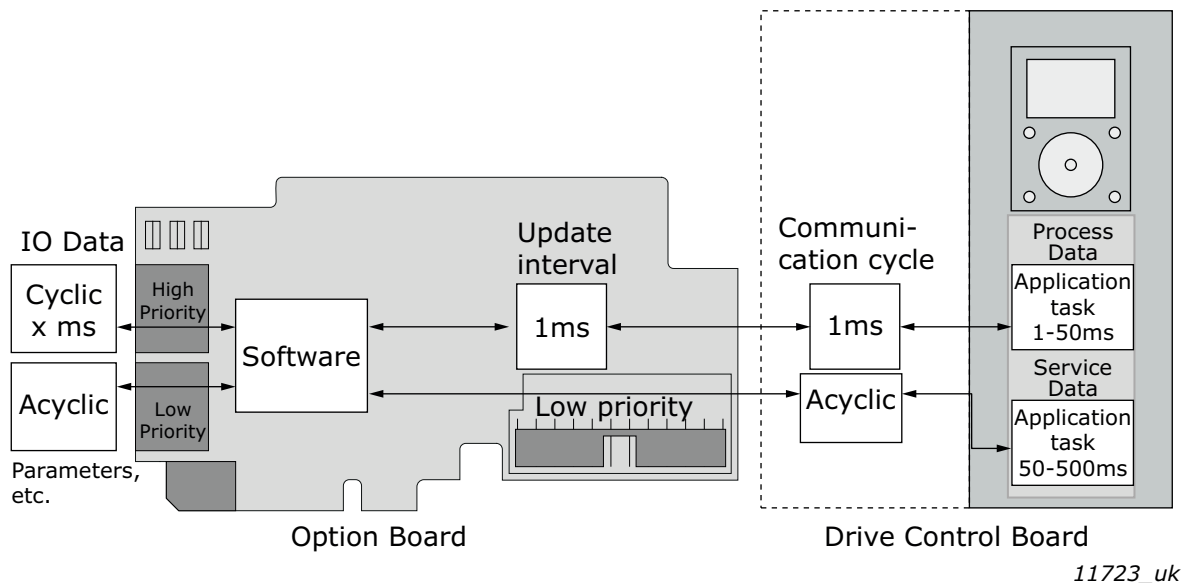 IO Data
Cyclic
x ms
Acyclic
Parameters,
etc.
High
Priority
Low
Priority
Software
Update
interval
1ms
Low priority
Option Board
Communi-
cation cycle
1ms
Acyclic
Process
Data
Application
task
1-50ms
Service
Data
Application
task
50-500ms
Drive Control Board
11723_uk